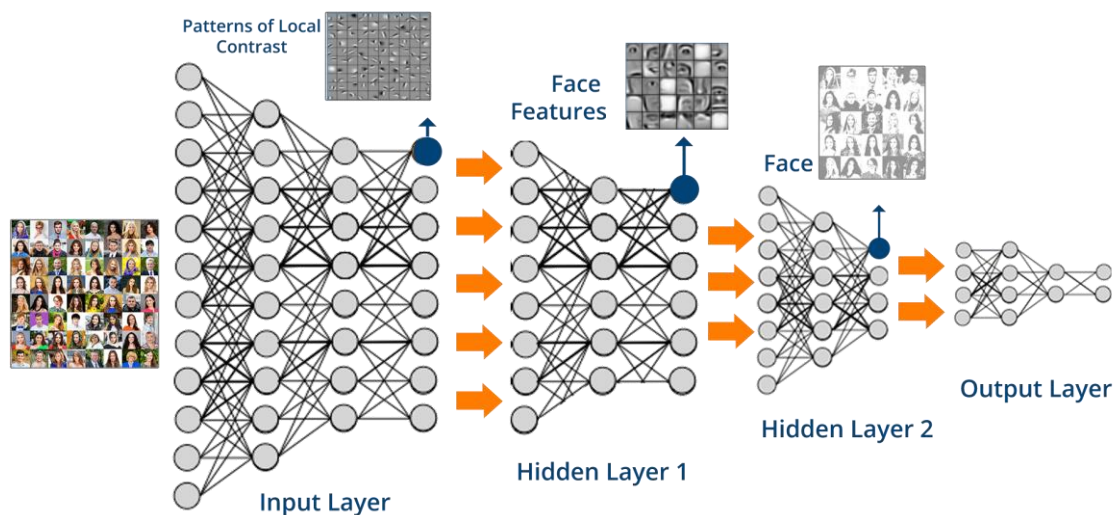 Patterns of Local
Contrast
Face
Features
Face
Input Layer
Hidden Layer 1
Hidden Layer 2
Output Layer